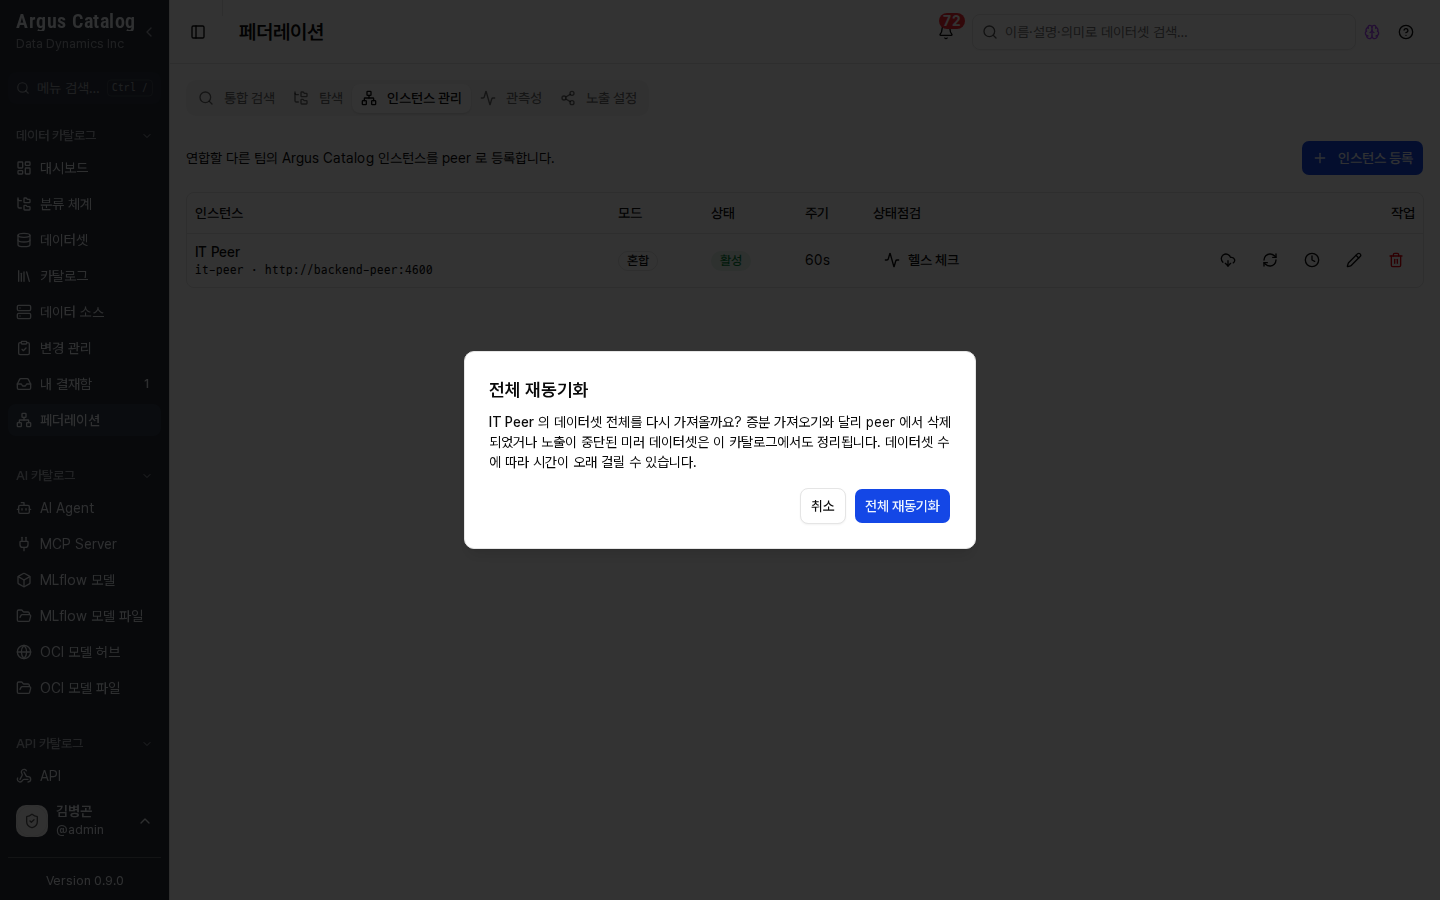 Argus Catalog
Data Dynamics Inc
메뉴 검색... Ctrl /
데이터 카탈로그
대시보드
분류 체계
데이터셋
카탈로그
데이터 소스
변경 관리
내 결재함 1
페더레이션
AI 카탈로그
AI Agent
MCP Server
MLflow 모델
MLflow 모델 파일
OCI 모델 허브
OCI 모델 파일
API 카탈로그
API
김병곤
@admin
Version 0.9.0
페더레이션
72
이름·설명·의미로 데이터셋 검색...
통합 검색 탐색 인스턴스 관리 관측성 노출 설정
연합할 다른 팀의 Argus Catalog 인스턴스를 peer 로 등록합니다.
인스턴스 등록
인스턴스 모드 상태 주기 상태점검 작업
IT Peer 혼합 활성 60s 헬스 체크
it-peer · http://backend-peer:4600
전체 재동기화
IT Peer 의 데이터셋 전체를 다시 가져올까요? 증분 가져오기와 달리 peer 에서 삭제
되었거나 노출이 중단된 미러 데이터셋은 이 카탈로그에서도 정리됩니다. 데이터셋 수
에 따라 시간이 오래 걸릴 수 있습니다.
취소 전체 재동기화